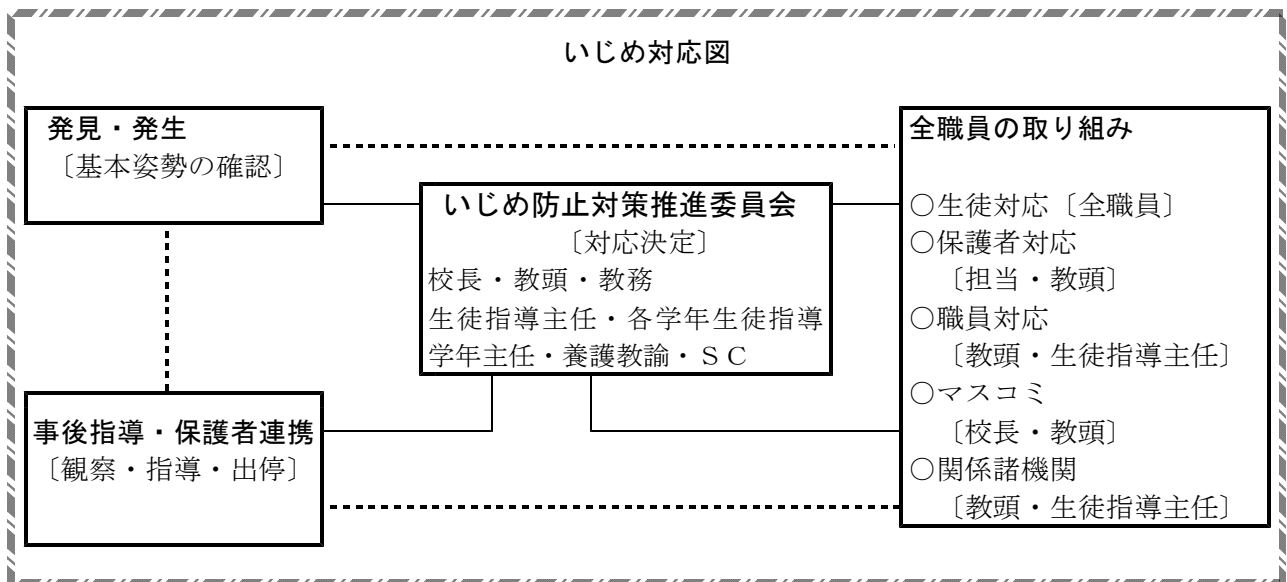 いじめ対応図
発見・発生
〔基本姿勢の確認〕
いじめ防止対策推進委員会
〔対応決定〕
校長・教頭・教務
生徒指導主任・各学年生徒指導
学年主任・養護教諭・ＳＣ
事後指導・保護者連携
〔観察・指導・出停〕
全職員の取り組み
○生徒対応〔全職員〕
○保護者対応
〔担当・教頭〕
○職員対応
〔教頭・生徒指導主任〕
○マスコミ
〔校長・教頭〕
○関係諸機関
〔教頭・生徒指導主任〕